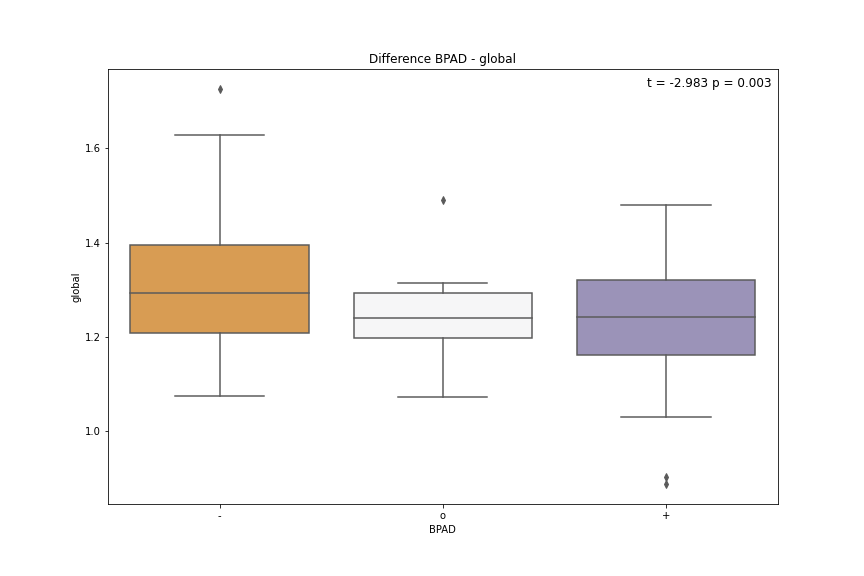 Difference BPAD - global
t = -2.983 p = 0.003
1.6
1.4
1.2
1.0
global
-
o
+
BPAD